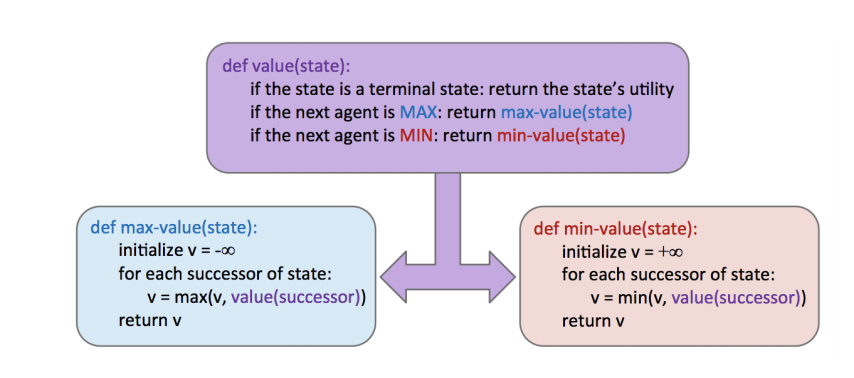 def value(state):
if the state is a terminal state: return the state’s utility
if the next agent is MAX: return max-value(state)
if the next agent is MIN: return min-value(state)
def max-value(state):
initialize v = -∞
for each successor of state:
v = max(v, value(successor))
return v
def min-value(state):
initialize v = +∞
for each successor of state:
v = min(v, value(successor))
return v